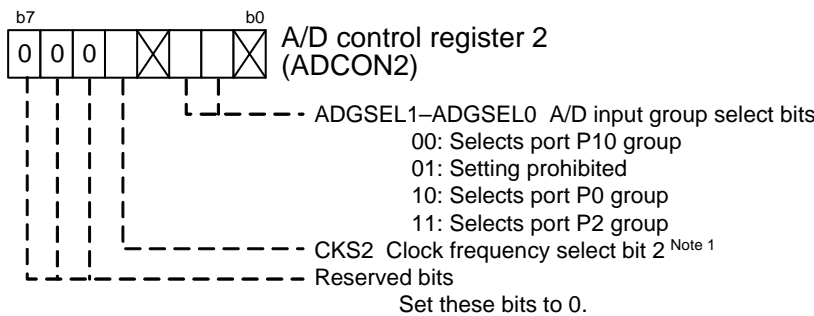 b7 b0
0 0 0
A/D control register 2
(ADCON2)
ADGSEL1–ADGSEL0 A/D input group select bits
00: Selects port P10 group
01: Setting prohibited
10: Selects port P0 group
11: Selects port P2 group
CKS2 Clock frequency select bit 2 Note 1
Reserved bits
Set these bits to 0.